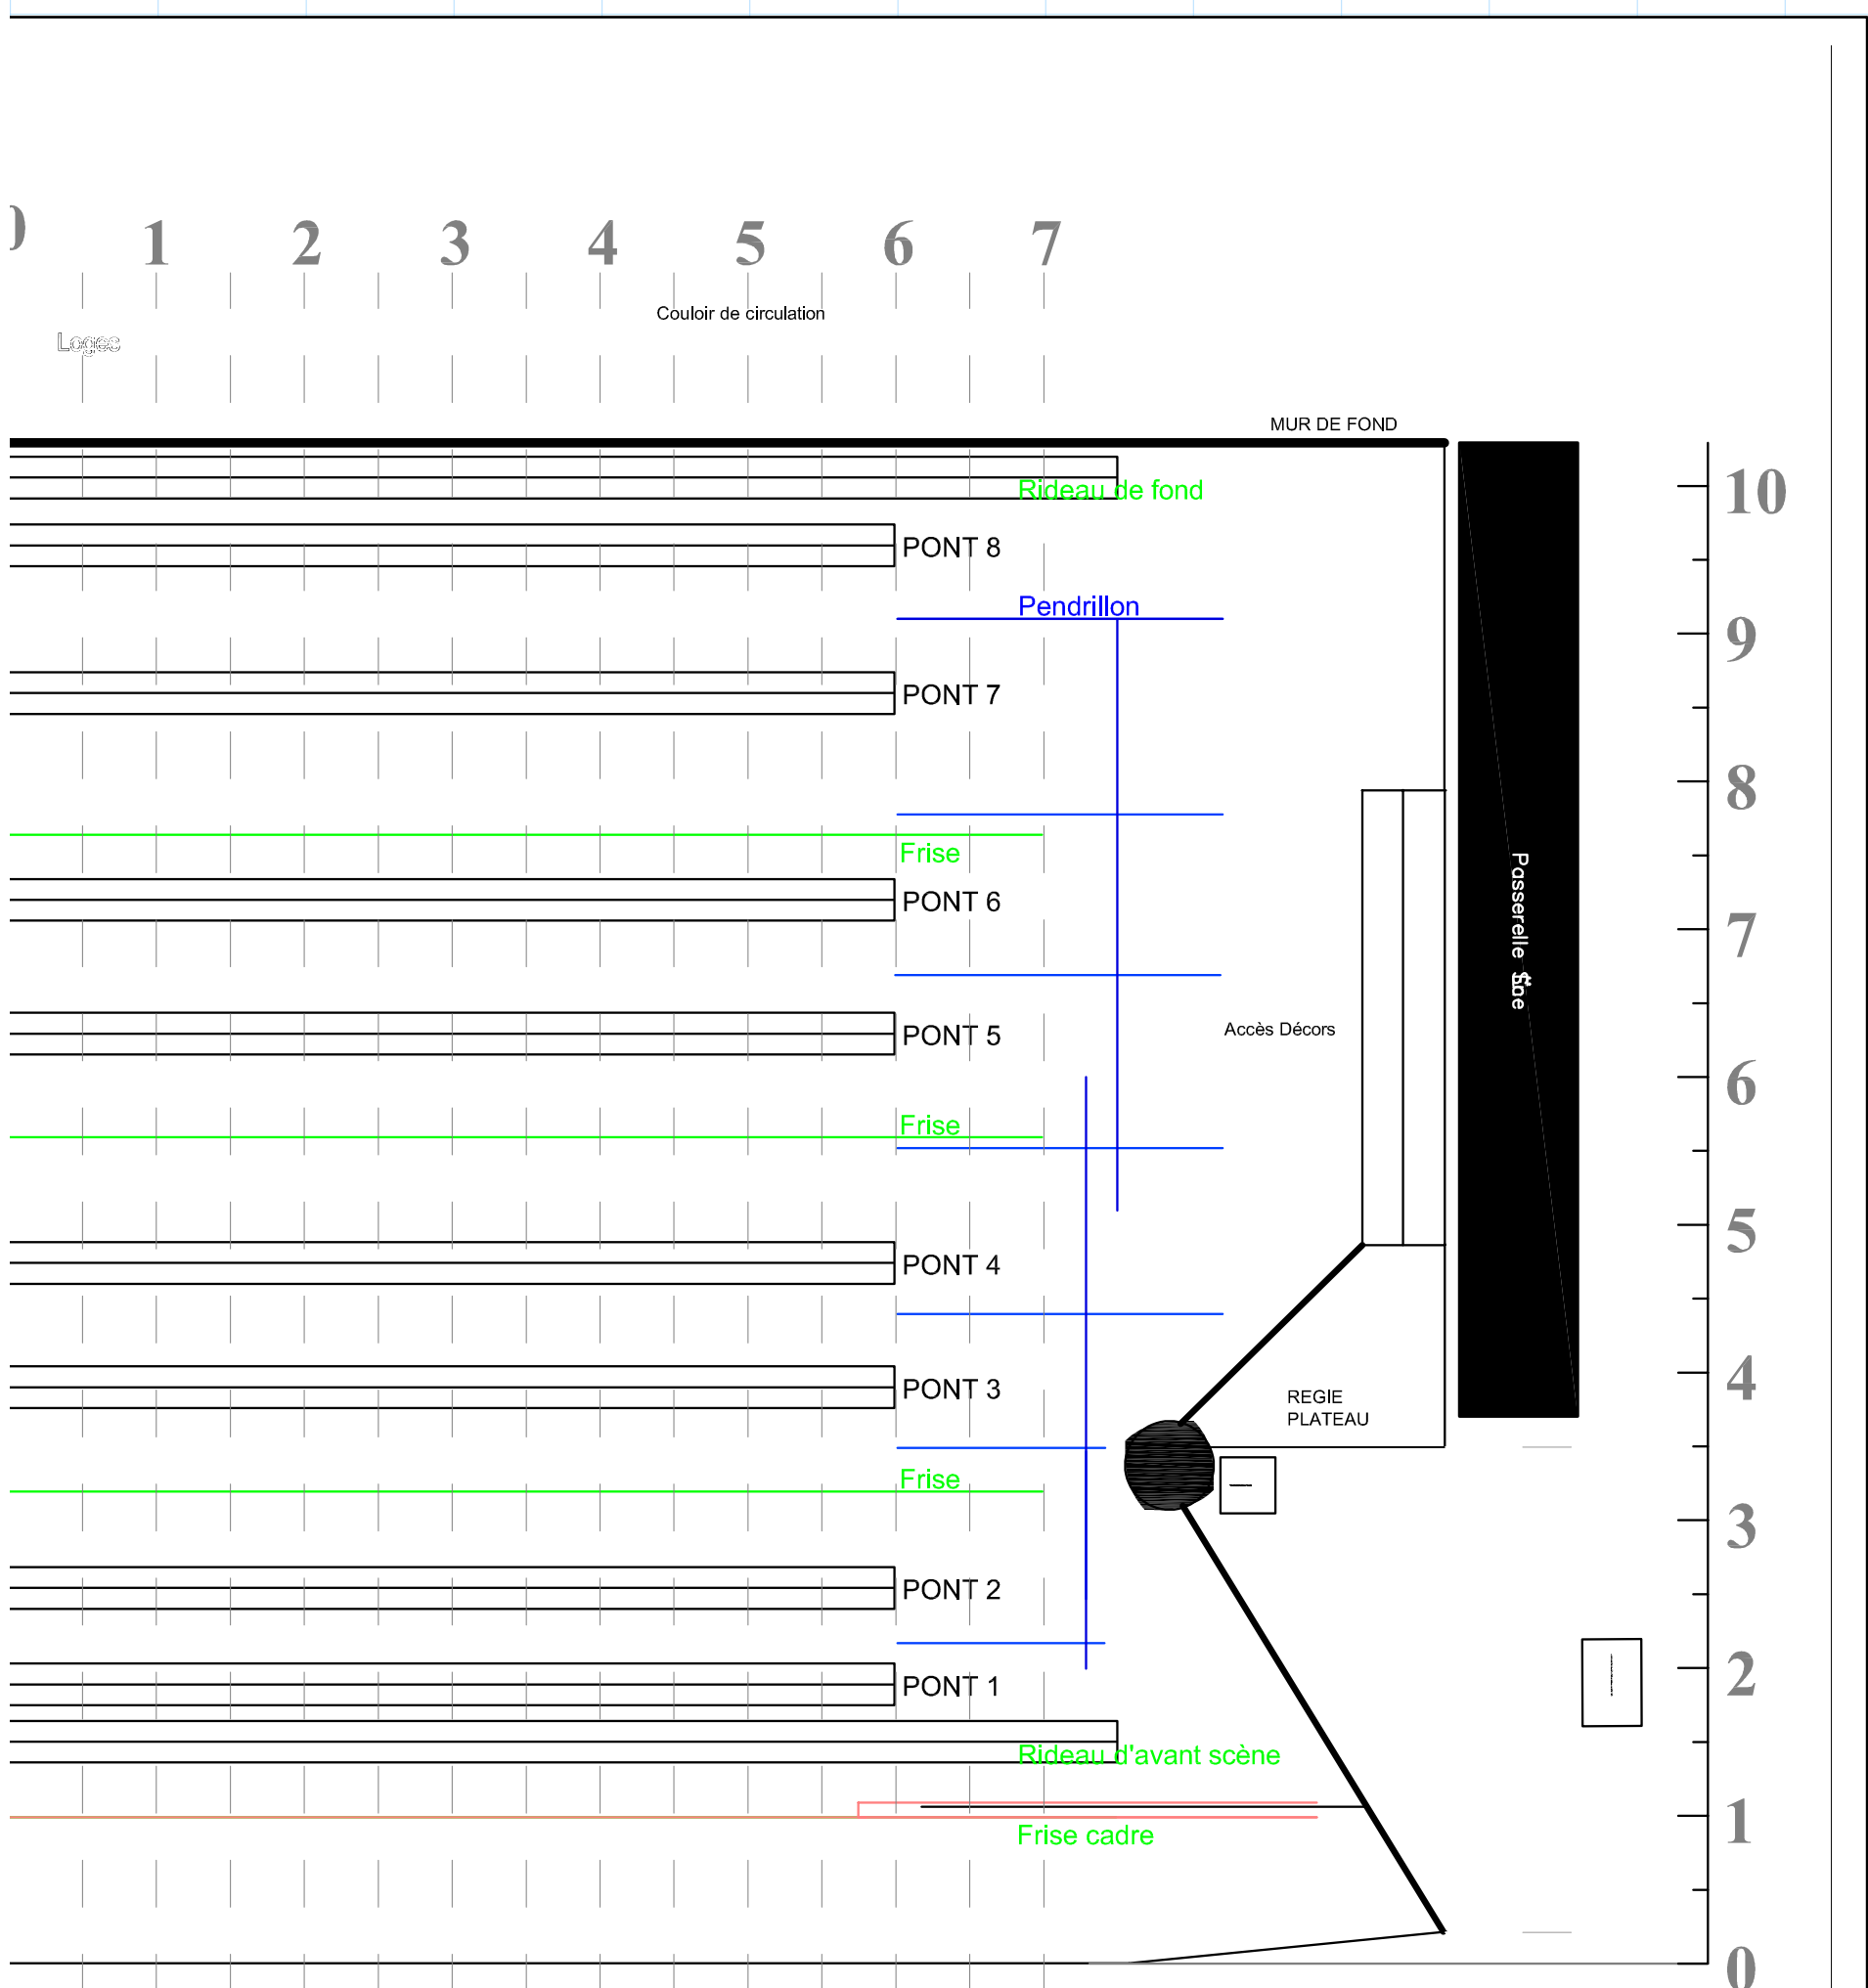 0 1 2 3 4 5 6 7
Couloir de circulation
MUR DE FOND
10
Rideau de fond
PONT 8
Pendrillon
9
PONT 7
8
Frise
PONT 6
7
Passerelle
Accès Décors
PONT 5
6
Frise
5
PONT 4
4
PONT 3
REGIE
PLATEAU
Frise
3
PONT 2
2
PONT 1
Rideau d'avant scène
1
Frise cadre
0